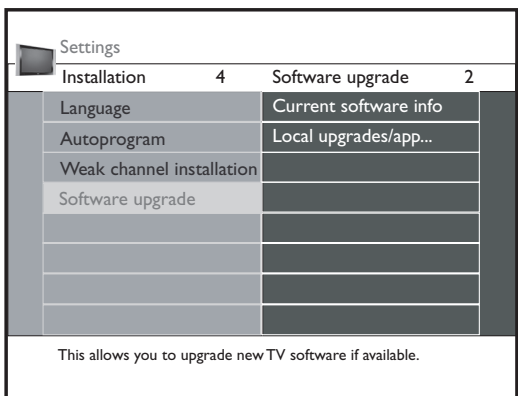 Settings
Installation 4 Software upgrade 2
Language Current software info
Autoprogram Local upgrades/app...
Weak channel installation
Software upgrade
This allows you to upgrade new TV software if available.